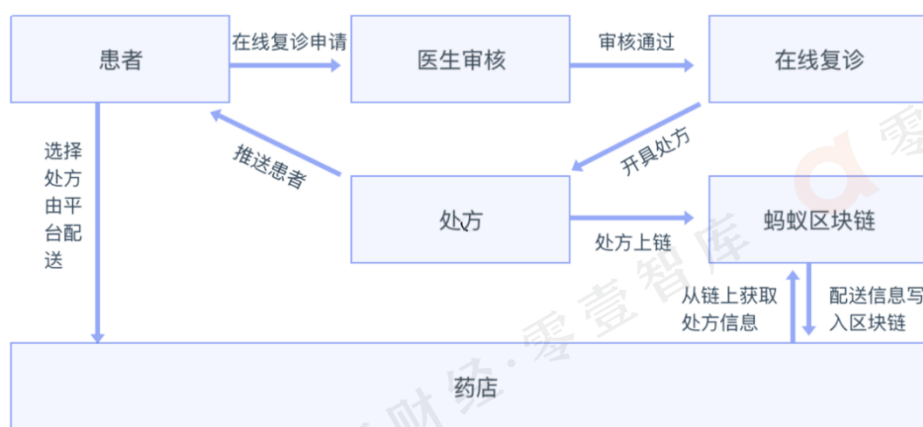 患者
在线复诊申请
医生审核
审核通过
在线复诊
选择
处方
由平
台配
送
推送患者
开具处方
处方
处方上链
蚂蚁区块链
从链上获取
处方信息
配送信息写
入区块链
药店
财经·零壹智库
零